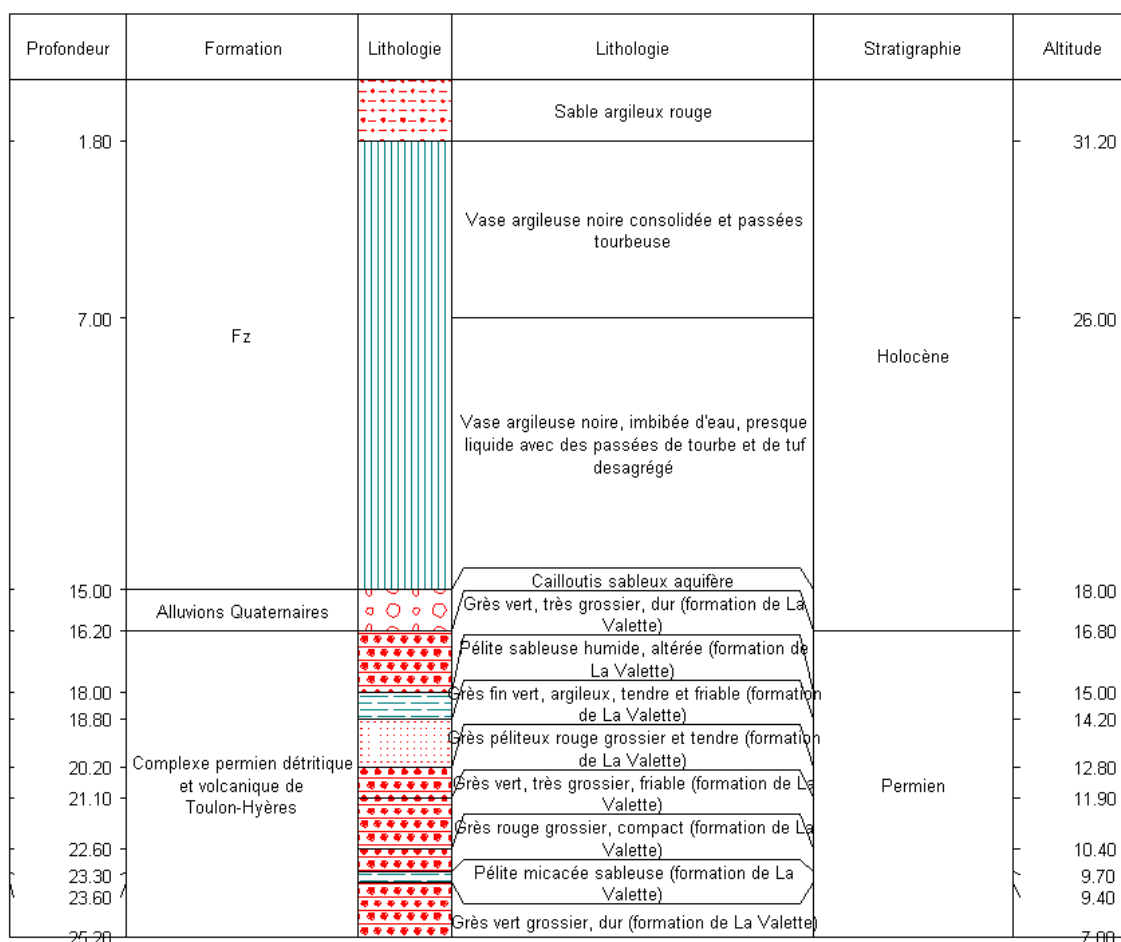 Profondeur Formation Lithologie Lithologie Stratigraphie Altitude
Sable argileux rouge
1.80 31.20
Vase argileuse noire consolidée et passées
tourbeuse
7.00 26.00
Fz
Holocène
Vase argileuse noire, imbibée d'eau, presque
liquide avec des passées de tourbe et de tuf
desagrégé
Cailloutis sableux aquifère
15.00 18.00
Alluvions Quaternaires
Grès vert, très grossier, dur (formation de La
Valette)
16.20 16.80
Pélite sableuse humide, altérée (formation de
La Valette)
18.00 15.00
Grès fin vert, argileux, tendre et friable (formation
de La Valette)
18.80 14.20
Grès péliteux rouge grossier et tendre (formation
de La Valette)
20.20 12.80
Complexe permien détritique
et volcanique de
Toulon-Hyères
Permien
Grès vert, très grossier, friable (formation de La
Valette)
21.10 11.90
Grès rouge grossier, compact (formation de La
Valette)
22.60 10.40
Pélite micacée sableuse (formation de La
Valette)
23.30 9.70
23.60 9.40
Grès vert grossier, dur (formation de La Valette)
25.20 7.00